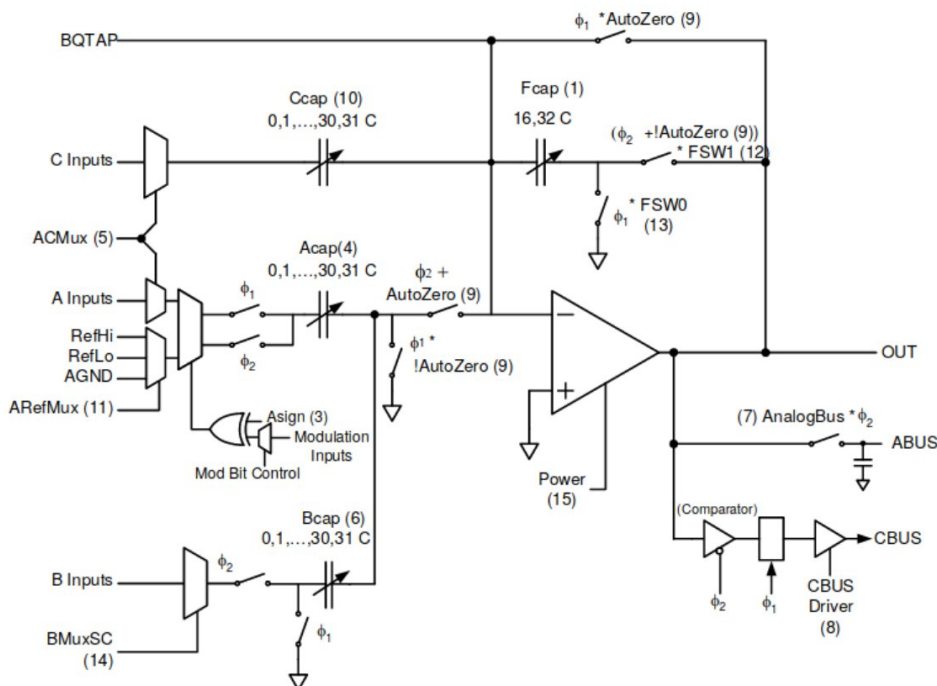 ϕ1 *AutoZero (9)
BQTAP
Ccap (10)
0,1,...,30,31 C
Fcap (1)
16,32 C
(ϕ2 +!AutoZero (9))
* FSW1 (12)
C Inputs
ϕ1 * FSW0
(13)
ACMux (5)
Acap(4)
0,1,...,30,31 C
ϕ2 +
AutoZero (9)
A Inputs
ϕ1
RefHi
RefLo
AGND
ϕ2
ϕ1 *
!AutoZero (9)
−
+
OUT
ARefMux (11)
Asign (3)
Modulation
Inputs
Mod Bit Control
(7) AnalogBus *ϕ2
ABUS
Power
(15)
(Comparator)
CBUS
Bcap (6)
0,1,...,30,31 C
B Inputs
ϕ2
ϕ2
ϕ1
CBUS
Driver
(8)
BMuxSC
(14)
ϕ1